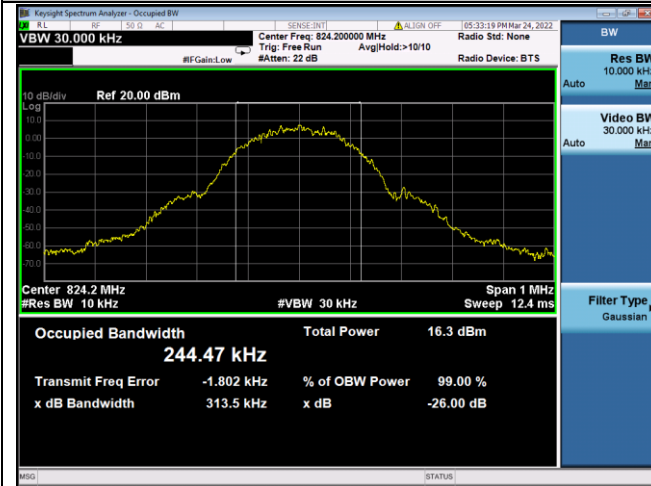 Keysight Spectrum Analyzer - Occupied BW
RL RF 50 Ω AC SENSE:INT ALIGN OFF 05:33:19 PM Mar 24, 2022
VBW 30.000 kHz
Center Freq: 824.200000 MHz
Radio Std: None
Trig: Free Run Avg|Hold:>10/10
#IFGain:Low #Atten: 22 dB Radio Device: BTS
10 dB/div Ref 20.00 dBm
Log
10.0
0.00
-10.0
-20.0
-30.0
-40.0
-50.0
-60.0
-70.0
Center 824.2 MHz Span 1 MHz
#Res BW 10 kHz #VBW 30 kHz Sweep 12.4 ms
Occupied Bandwidth Total Power 16.3 dBm
244.47 kHz
Transmit Freq Error -1.802 kHz % of OBW Power 99.00 %
x dB Bandwidth 313.5 kHz x dB -26.00 dB
MSG STATUS
BW
Res BW
10.000 kHz
Auto Man
Video BW
30.000 kHz
Auto Man
Filter Type
Gaussian